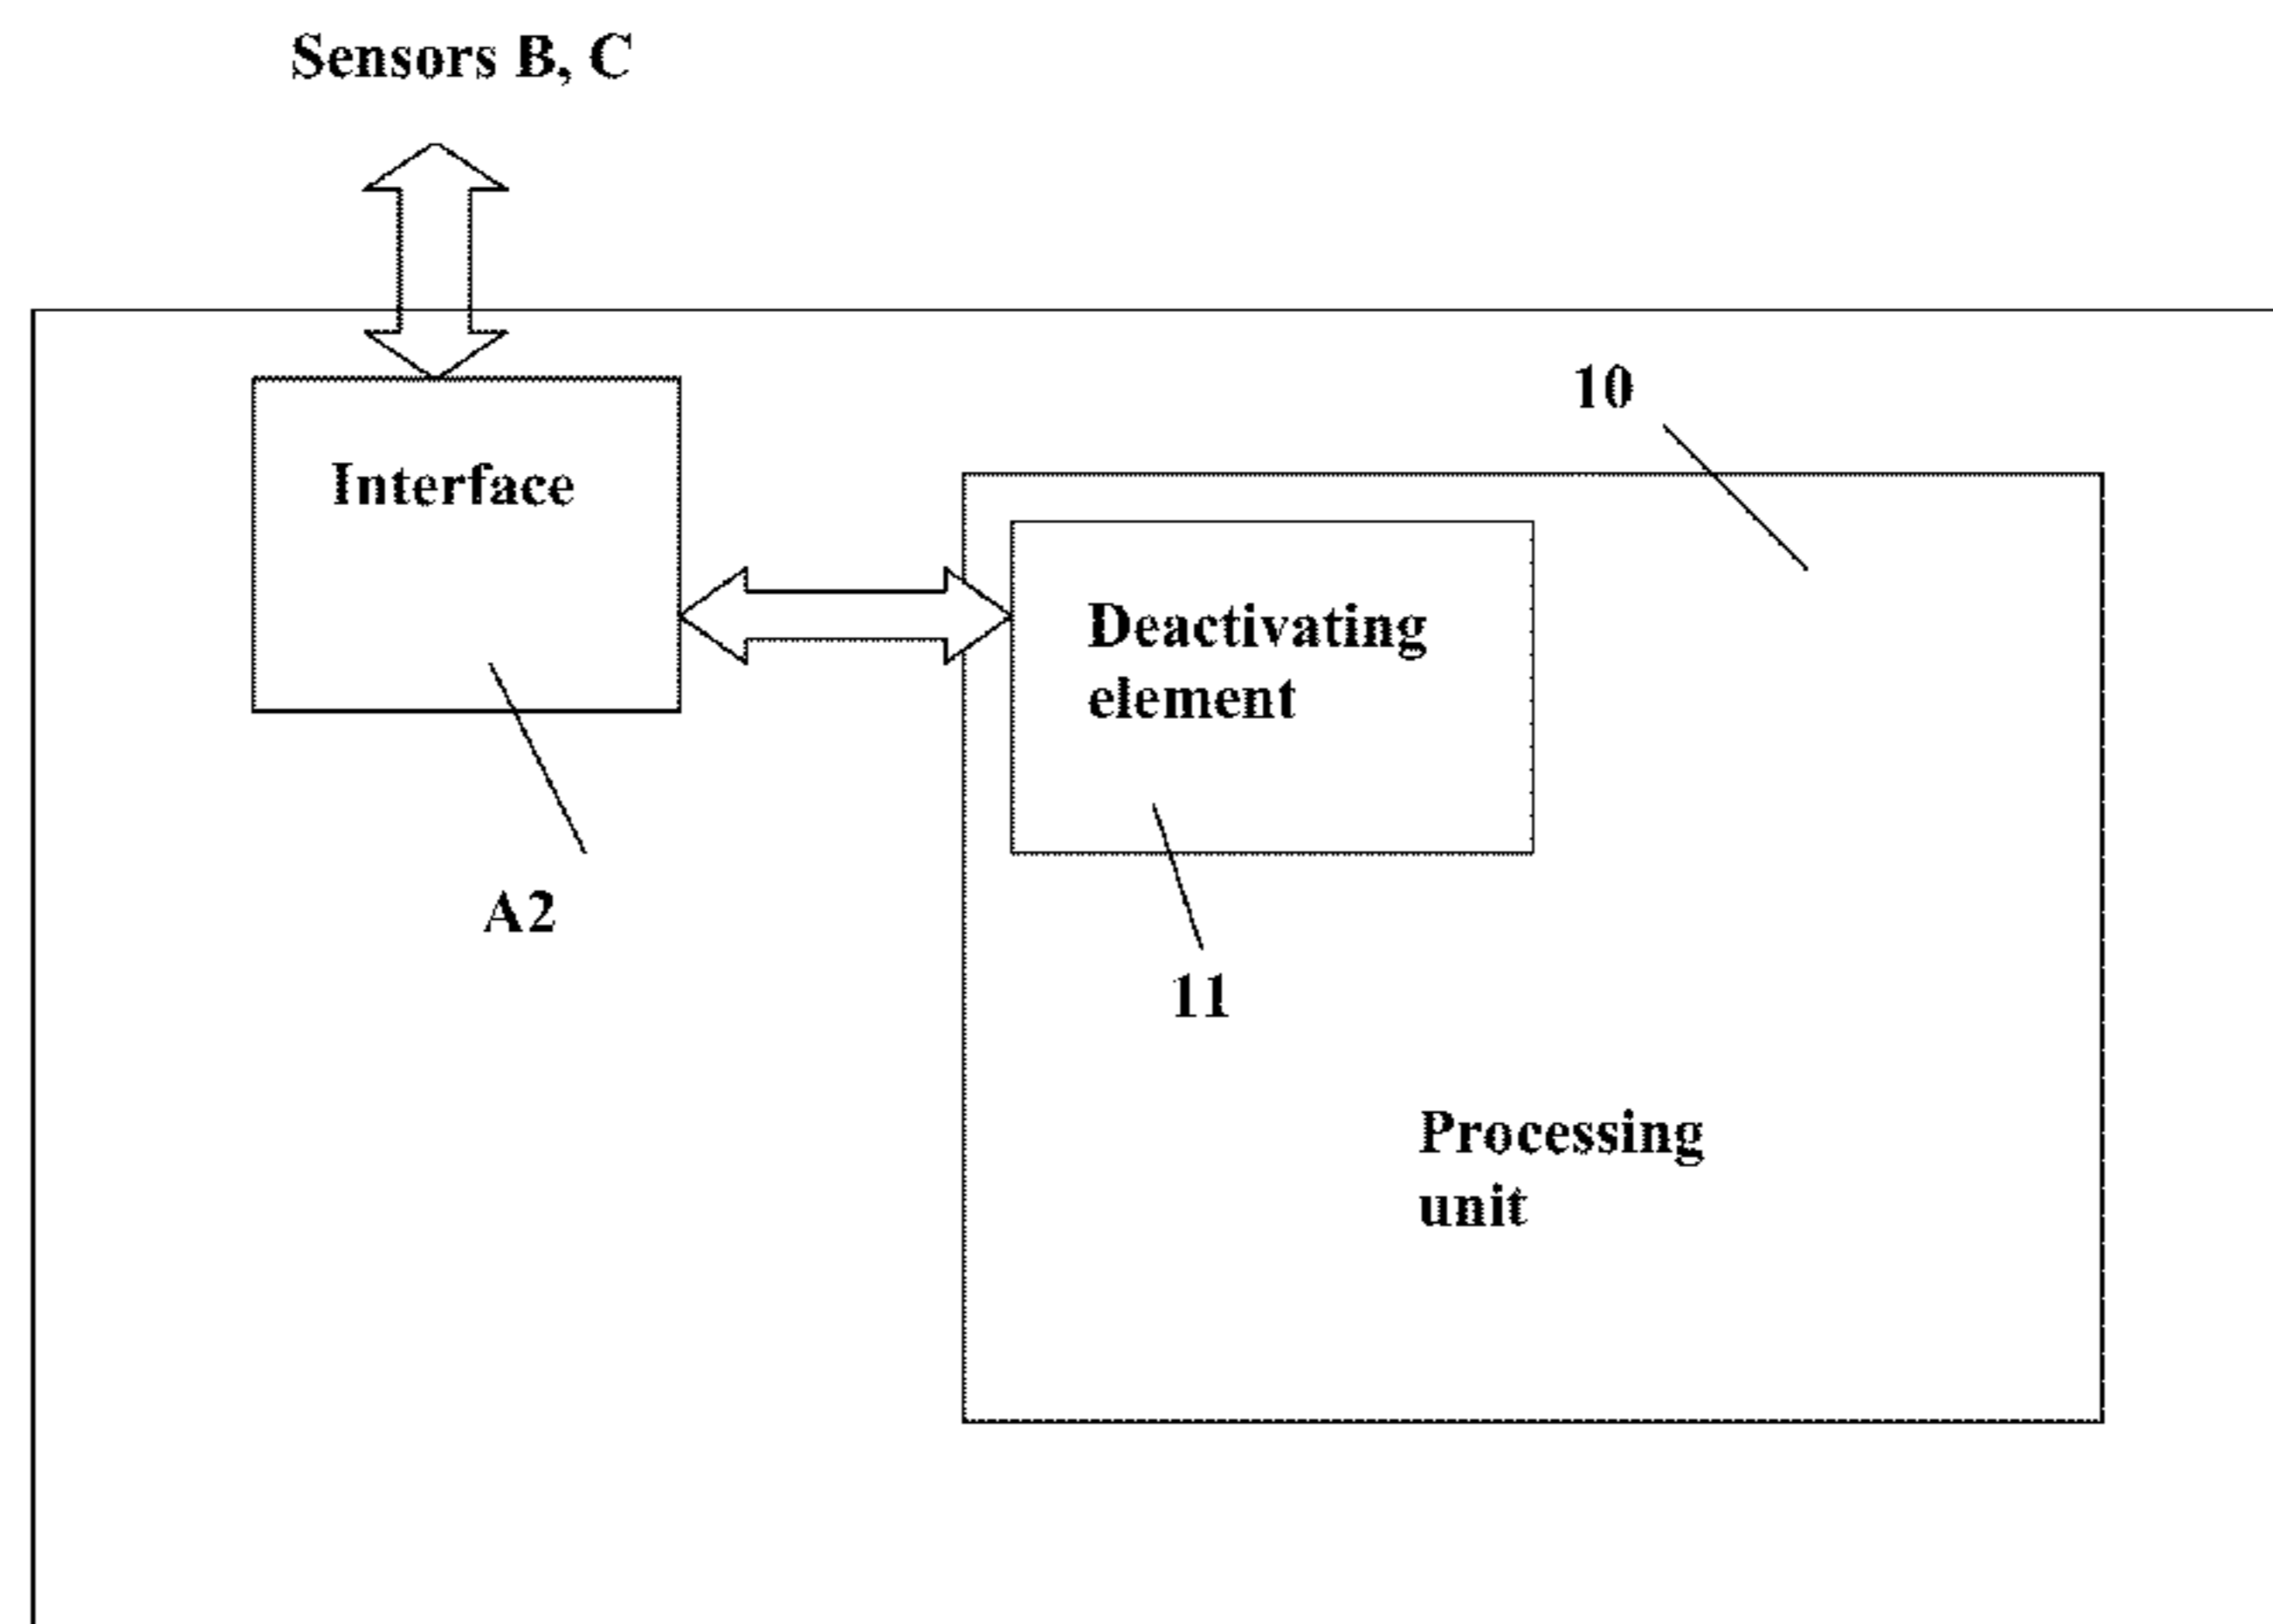 Sensors B, C
10
Interface
Deactivating
element
A2
11
Processing
unit